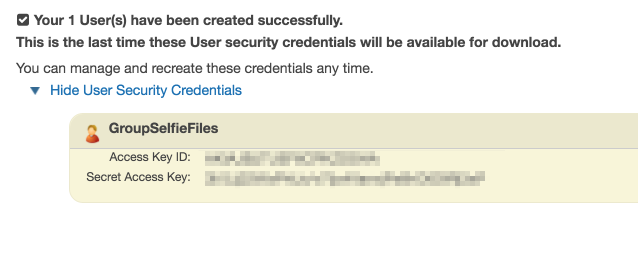 Your 1 User(s) have been created successfully.
This is the last time these User security credentials will be available for download.
You can manage and recreate these credentials any time.
Hide User Security Credentials
GroupSelfieFiles
Access Key ID:
Secret Access Key: